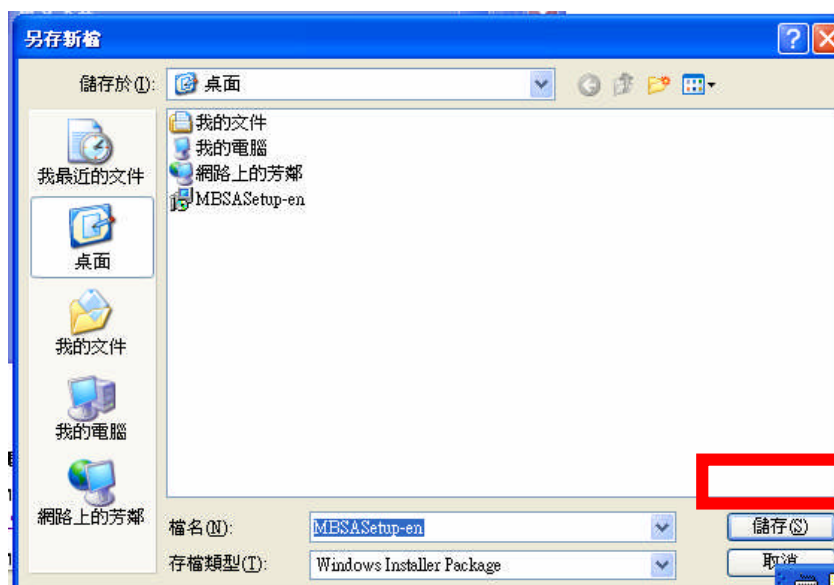 另存新檔
儲存於(I):
桌面
我的文件
我的電腦
網路上的芳鄰
MBSASetup-en
我最近的文件
桌面
我的文件
我的電腦
網路上的芳鄰
檔名(N):
MBSASetup-en
儲存(S)
存檔類型(T):
Windows Installer Package
取消